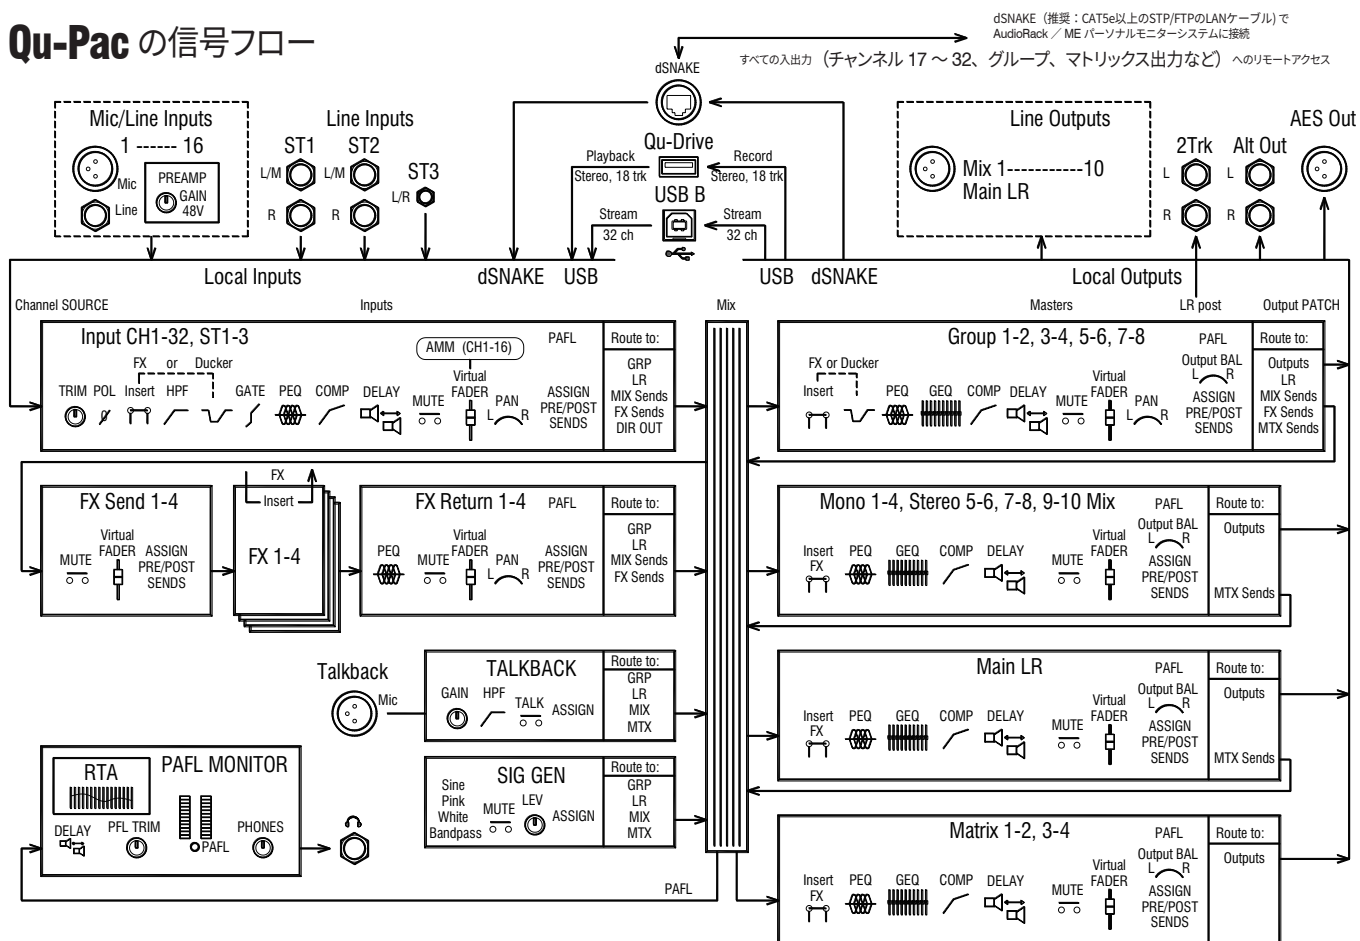 Qu-Pac の信号フロー
dSNAKE（推奨：CAT5e以上のSTP/FTPのLANケーブル）で
AudioRack ／ ME パーソナルモニターシステムに接続
すべての入出力 （チャンネル 17 ～ 32、グループ、マトリックス出力など） へのリモートアクセス
dSNAKE
Mic/Line Inputs
1 ------ 16
Mic
Line
PREAMP
GAIN
48V
Line Inputs
ST1
ST2
ST3
L/M
L/M
L/R
R
R
Qu-Drive
Playback
Record
Stereo, 18 trk
Stereo, 18 trk
USB B
Stream
32 ch
Stream
32 ch
Line Outputs
Mix 1-----------10
Main LR
2Trk
L
R
Alt Out
L
R
AES Out
Local Inputs
dSNAKE
USB
USB
dSNAKE
Local Outputs
Channel SOURCE
Inputs
Mix
Masters
LR post
Output PATCH
Input CH1-32, ST1-3
AMM (CH1-16)
PAFL
Route to:
FX or Ducker
TRIM POL Insert HPF GATE PEQ COMP DELAY MUTE
Virtual
FADER
L PAN R
ASSIGN
PRE/POST
SENDS
GRP
LR
MIX Sends
FX Sends
DIR OUT
Group 1-2, 3-4, 5-6, 7-8
PAFL
Route to:
FX or Ducker
Insert PEQ GEQ COMP DELAY MUTE
Virtual
FADER
L PAN R
Output BAL
L R
ASSIGN
PRE/POST
SENDS
Outputs
LR
MIX Sends
FX Sends
MTX Sends
FX Send 1-4
MUTE
Virtual
FADER
ASSIGN
PRE/POST
SENDS
FX
Insert
FX 1-4
FX Return 1-4
PAFL
Route to:
PEQ MUTE
Virtual
FADER
L PAN R
ASSIGN
PRE/POST
SENDS
GRP
LR
MIX Sends
FX Sends
Mono 1-4, Stereo 5-6, 7-8, 9-10 Mix
PAFL
Route to:
Insert
FX
PEQ GEQ COMP DELAY MUTE
Virtual
FADER
Output BAL
L R
ASSIGN
PRE/POST
SENDS
Outputs
MTX Sends
Talkback
Mic
TALKBACK
Route to:
GAIN HPF TALK ASSIGN
GRP
LR
MIX
MTX
Main LR
PAFL
Route to:
Insert
FX
PEQ GEQ COMP DELAY MUTE
Virtual
FADER
Output BAL
L R
ASSIGN
PRE/POST
SENDS
Outputs
MTX Sends
RTA
PAFL MONITOR
DELAY
PFL TRIM
PAFL
PHONES
SIG GEN
Route to:
Sine
Pink
White
Bandpass
MUTE LEV ASSIGN
GRP
LR
MIX
MTX
PAFL
Matrix 1-2, 3-4
PAFL
Route to:
Insert
FX
PEQ GEQ COMP DELAY MUTE
Virtual
FADER
Output BAL
L R
ASSIGN
PRE/POST
SENDS
Outputs